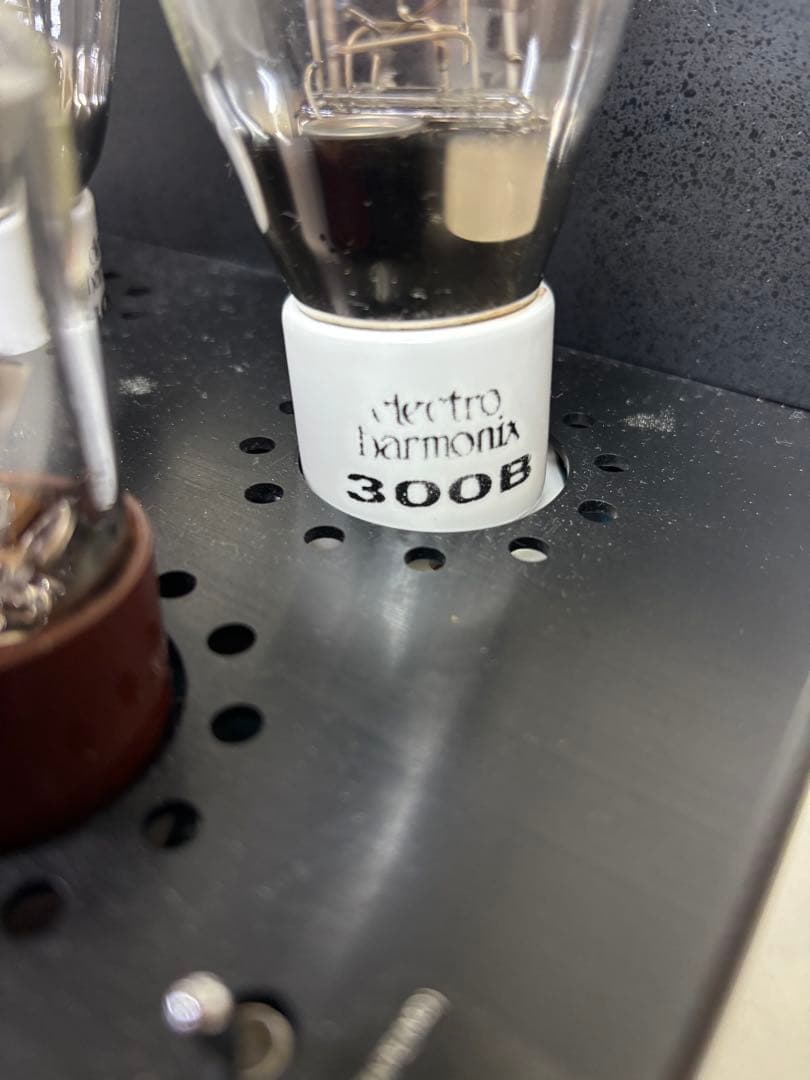 electro
harmonix
300B